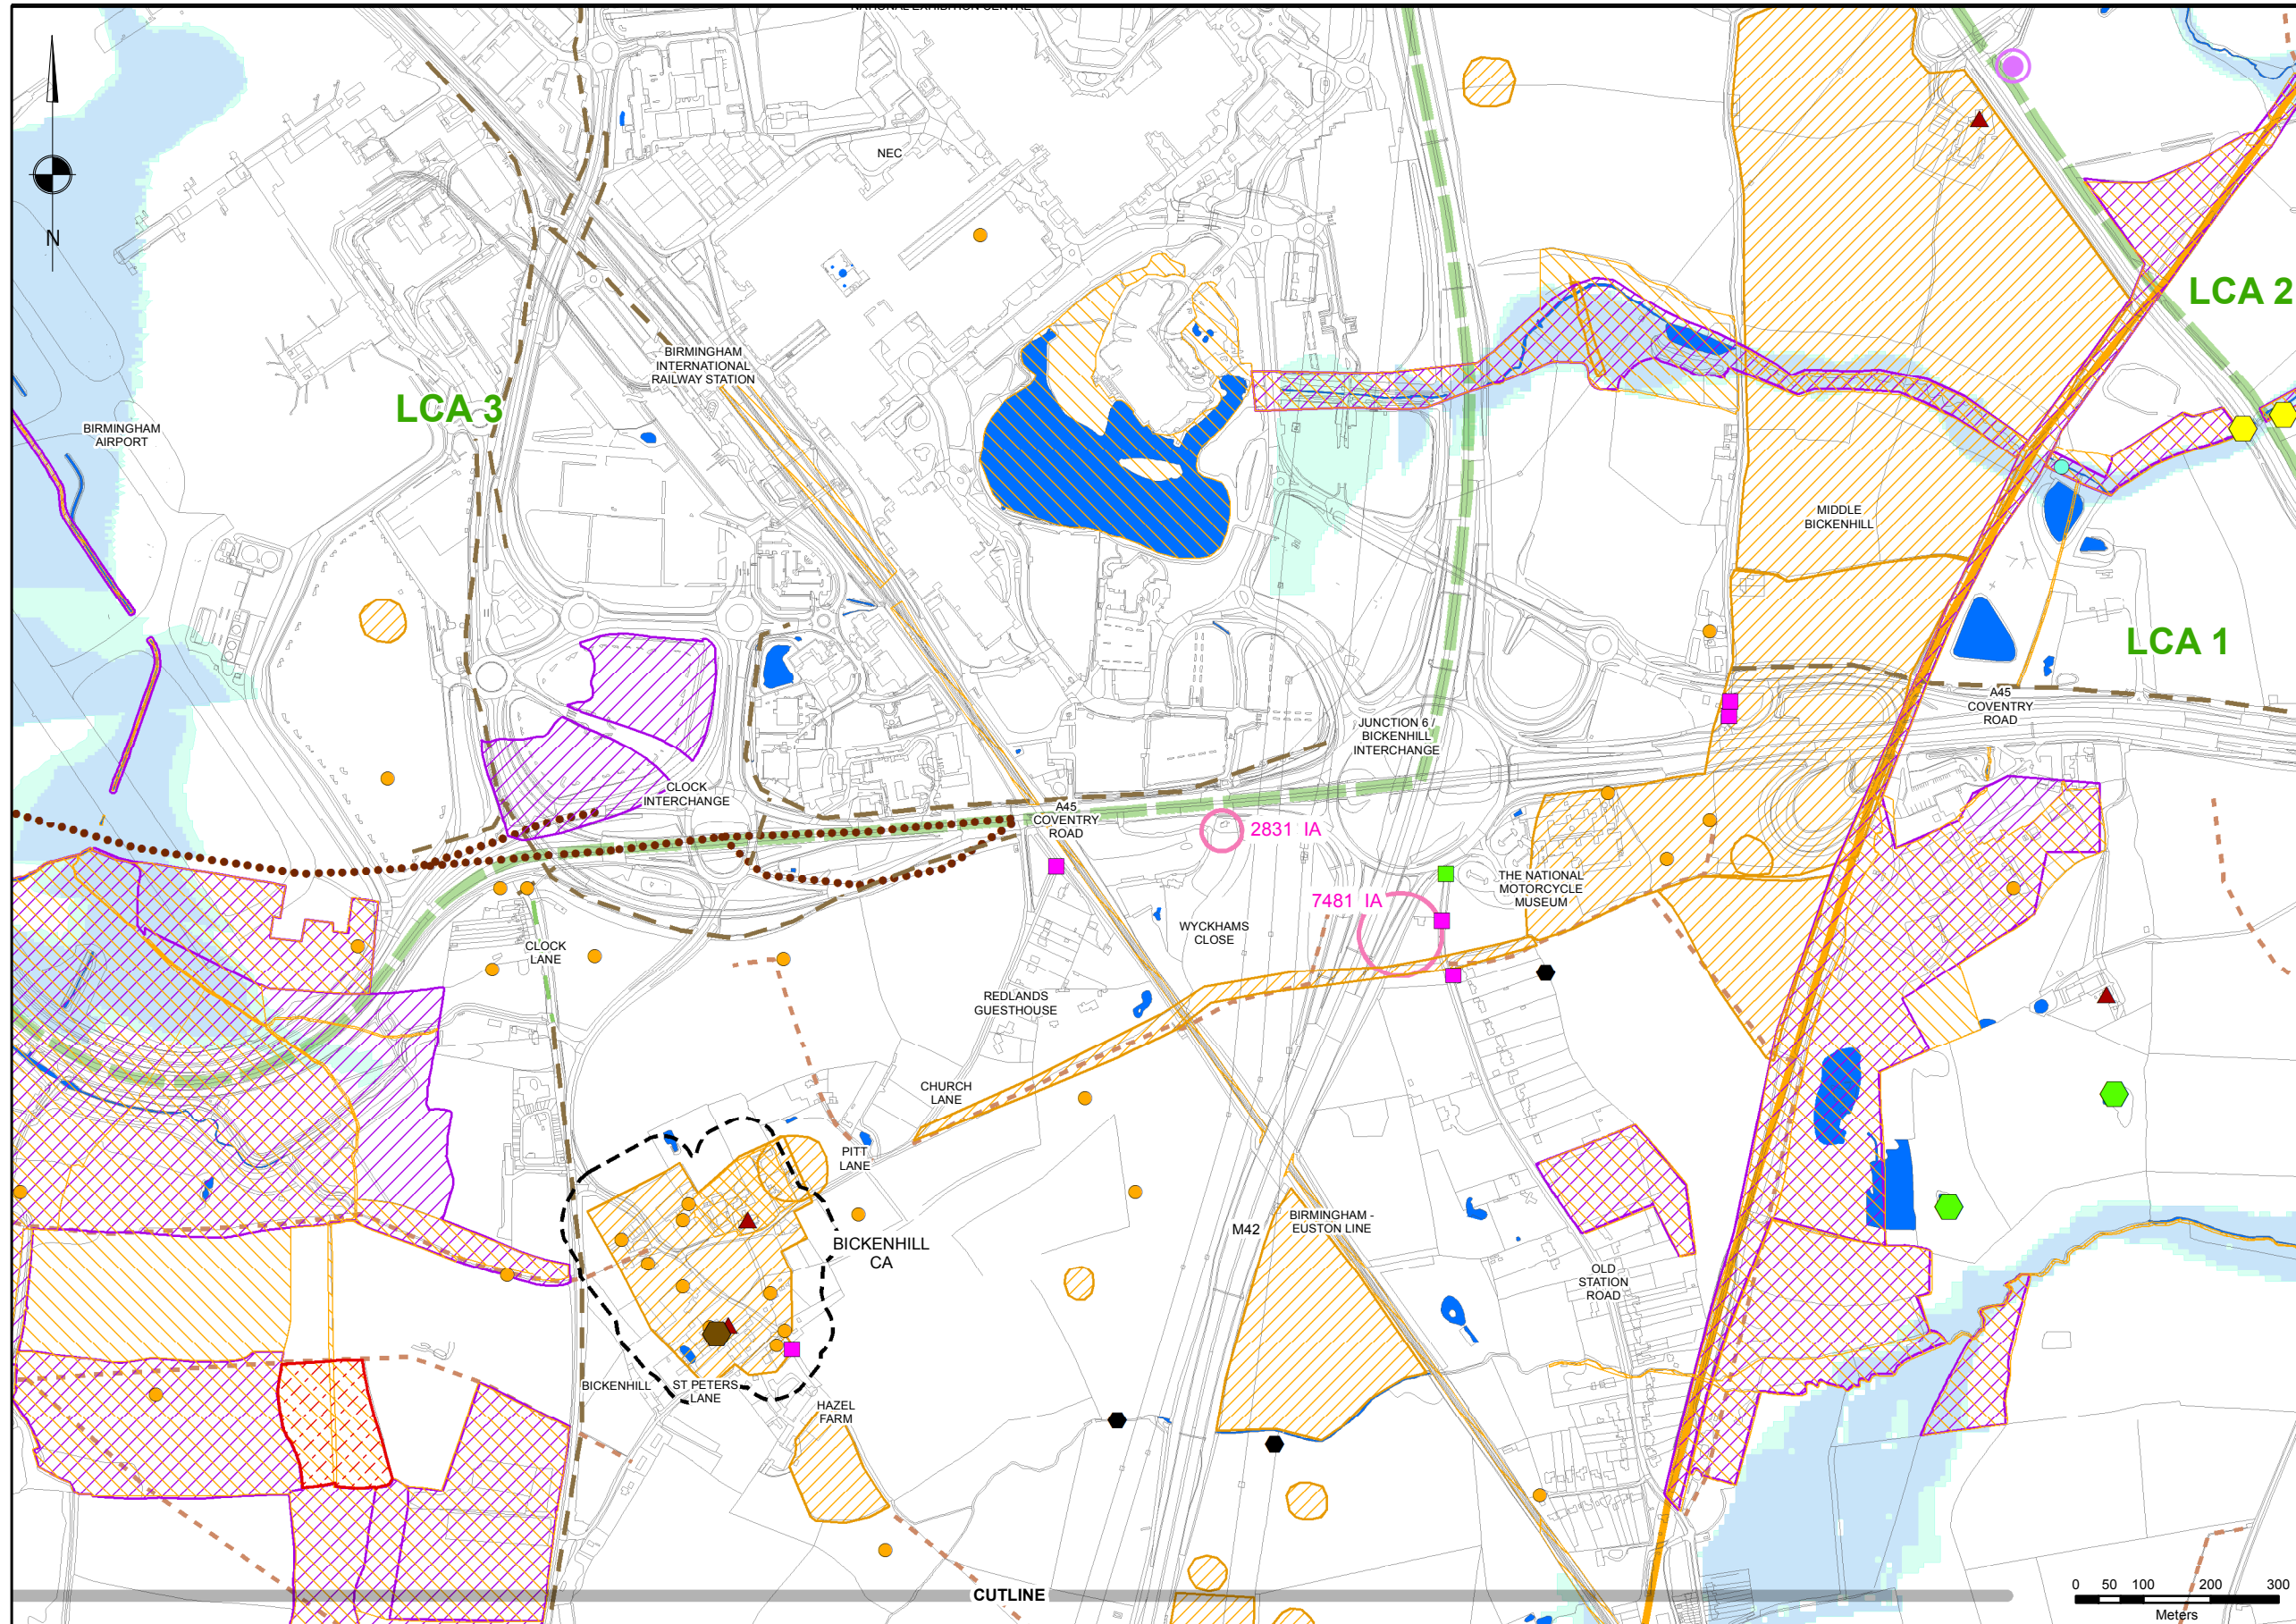 NATIONAL EXHIBITION CENTRE
N
NEC
LCA 2
BIRMINGHAM
INTERNATIONAL
RAILWAY STATION
LCA 3
BIRMINGHAM
AIRPORT
MIDDLE
BICKENHILL
LCA 1
A45
COVENTRY
ROAD
JUNCTION 6 /
BICKENHILL
INTERCHANGE
CLOCK
INTERCHANGE
A45
COVENTRY
ROAD
2831 IA
THE NATIONAL
MOTORCYCLE
MUSEUM
7481 IA
WYCKHAMS
CLOSE
CLOCK
LANE
REDLANDS
GUESTHOUSE
CHURCH
LANE
PITT
LANE
BICKENHILL
CA
M42
BIRMINGHAM -
EUSTON LINE
OLD
STATION
ROAD
BICKENHILL
ST PETERS
LANE
HAZEL
FARM
CUTLINE
0 50 100 200 300
Meters